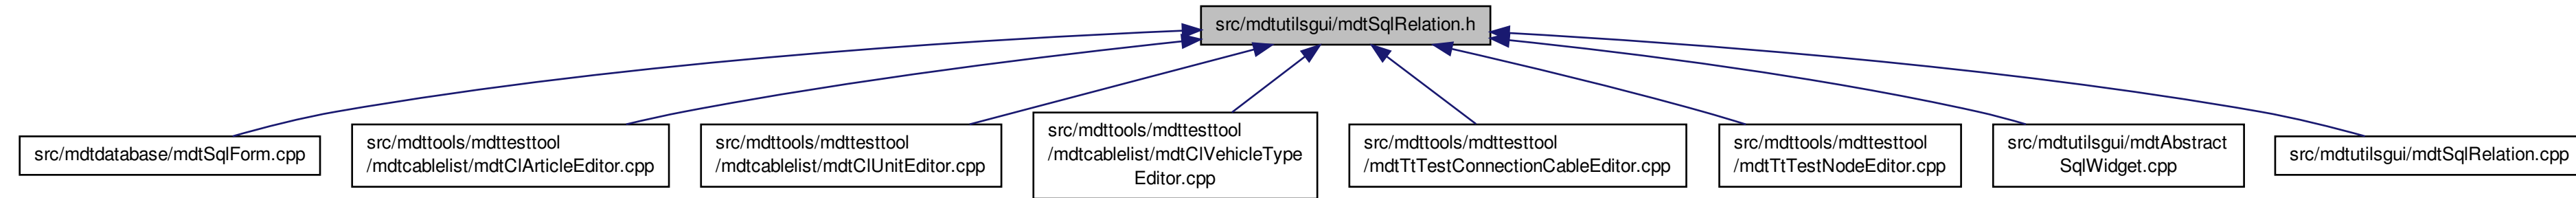 src/mdtutilsgui/mdtSqlRelation.h
src/mdtdatabase/mdtSqlForm.cpp
src/mdttools/mdttesttool
/mdtcablelist/mdtClArticleEditor.cpp
src/mdttools/mdttesttool
/mdtcablelist/mdtClUnitEditor.cpp
src/mdttools/mdttesttool
/mdtcablelist/mdtClVehicleType
Editor.cpp
src/mdttools/mdttesttool
/mdtTtTestConnectionCableEditor.cpp
src/mdttools/mdttesttool
/mdtTtTestNodeEditor.cpp
src/mdtutilsgui/mdtAbstract
SqlWidget.cpp
src/mdtutilsgui/mdtSqlRelation.cpp